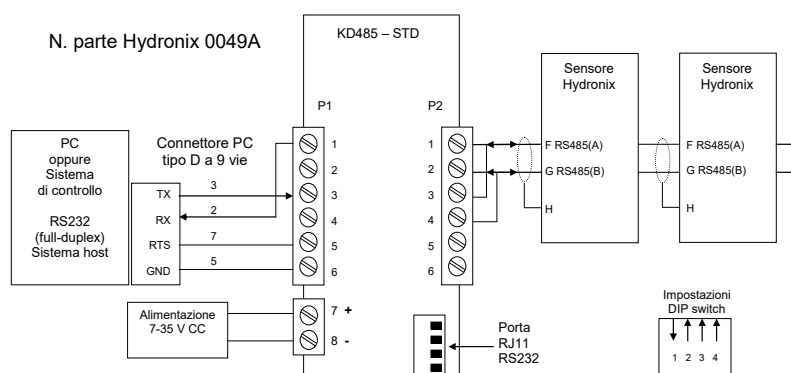 N. parte Hydronix 0049A
KD485 – STD
Sensore
Hydronix
Sensore
Hydronix
P1
P2
PC
oppure
Sistema
di controllo
RS232
(full-duplex)
Sistema host
Connettore PC
tipo D a 9 vie
TX
3
RX
2
RTS
7
GND
5
1
2
3
4
5
6
1
2
3
4
5
6
F RS485(A)
G RS485(B)
H
F RS485(A)
G RS485(B)
H
Alimentazione
7-35 V CC
7 +
8 -
Porta
RJ11
RS232
Impostazioni
DIP switch
1 2 3 4